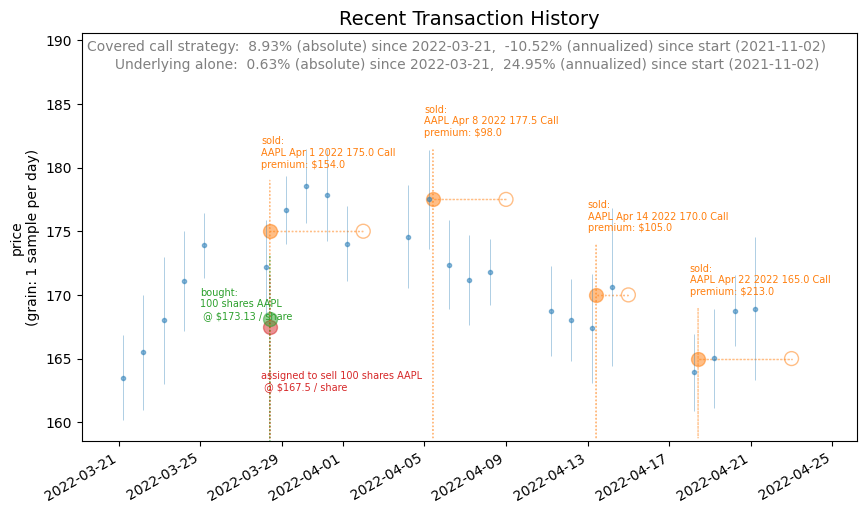 Recent Transaction History
Covered call strategy:  8.93% (absolute) since 2022-03-21,  -10.52% (annualized) since start (2021-11-02)
Underlying alone:  0.63% (absolute) since 2022-03-21,  24.95% (annualized) since start (2021-11-02)
price
(grain: 1 sample per day)
190
185
180
175
170
165
160
sold:
AAPL Apr 1 2022 175.0 Call
premium: $154.0
sold:
AAPL Apr 8 2022 177.5 Call
premium: $98.0
sold:
AAPL Apr 14 2022 170.0 Call
premium: $105.0
sold:
AAPL Apr 22 2022 165.0 Call
premium: $213.0
bought:
100 shares AAPL
@ $173.13 / share
assigned to sell 100 shares AAPL
@ $167.5 / share
2022-03-21
2022-03-25
2022-03-29
2022-04-01
2022-04-05
2022-04-09
2022-04-13
2022-04-17
2022-04-21
2022-04-25